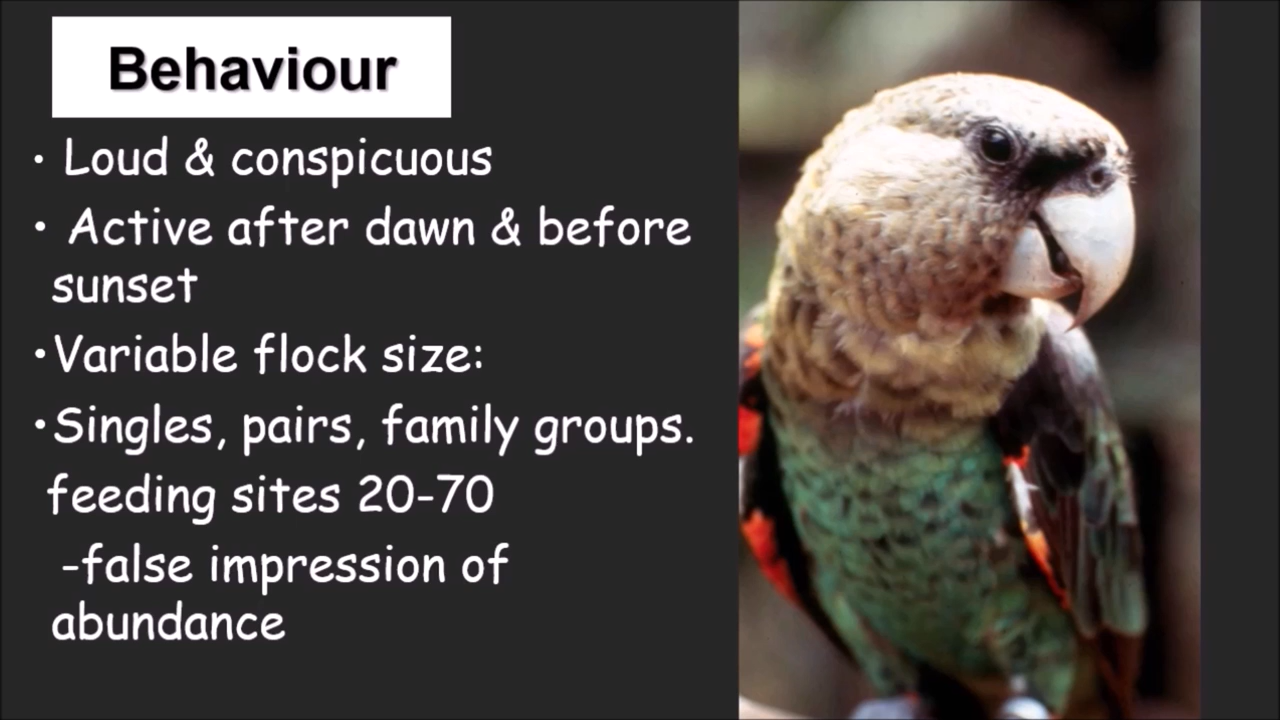 Behaviour
• Loud & conspicuous
• Active after dawn & before
sunset
•Variable flock size:
•Singles, pairs, family groups.
feeding sites 20-70
-false impression of
abundance